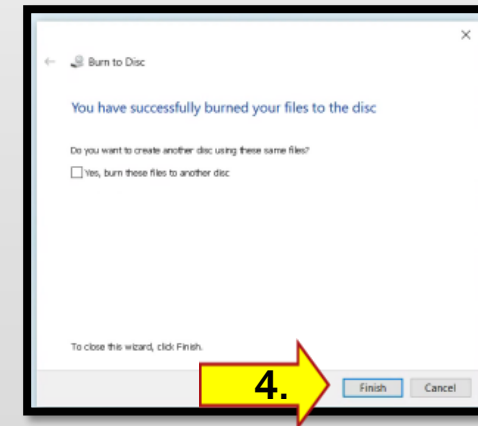 Burn to Disc
You have successfully burned your files to the disc
Do you want to create another disc using these same files?
Yes, burn these files to another disc
To close this wizard, click Finish.
4.
Finish Cancel